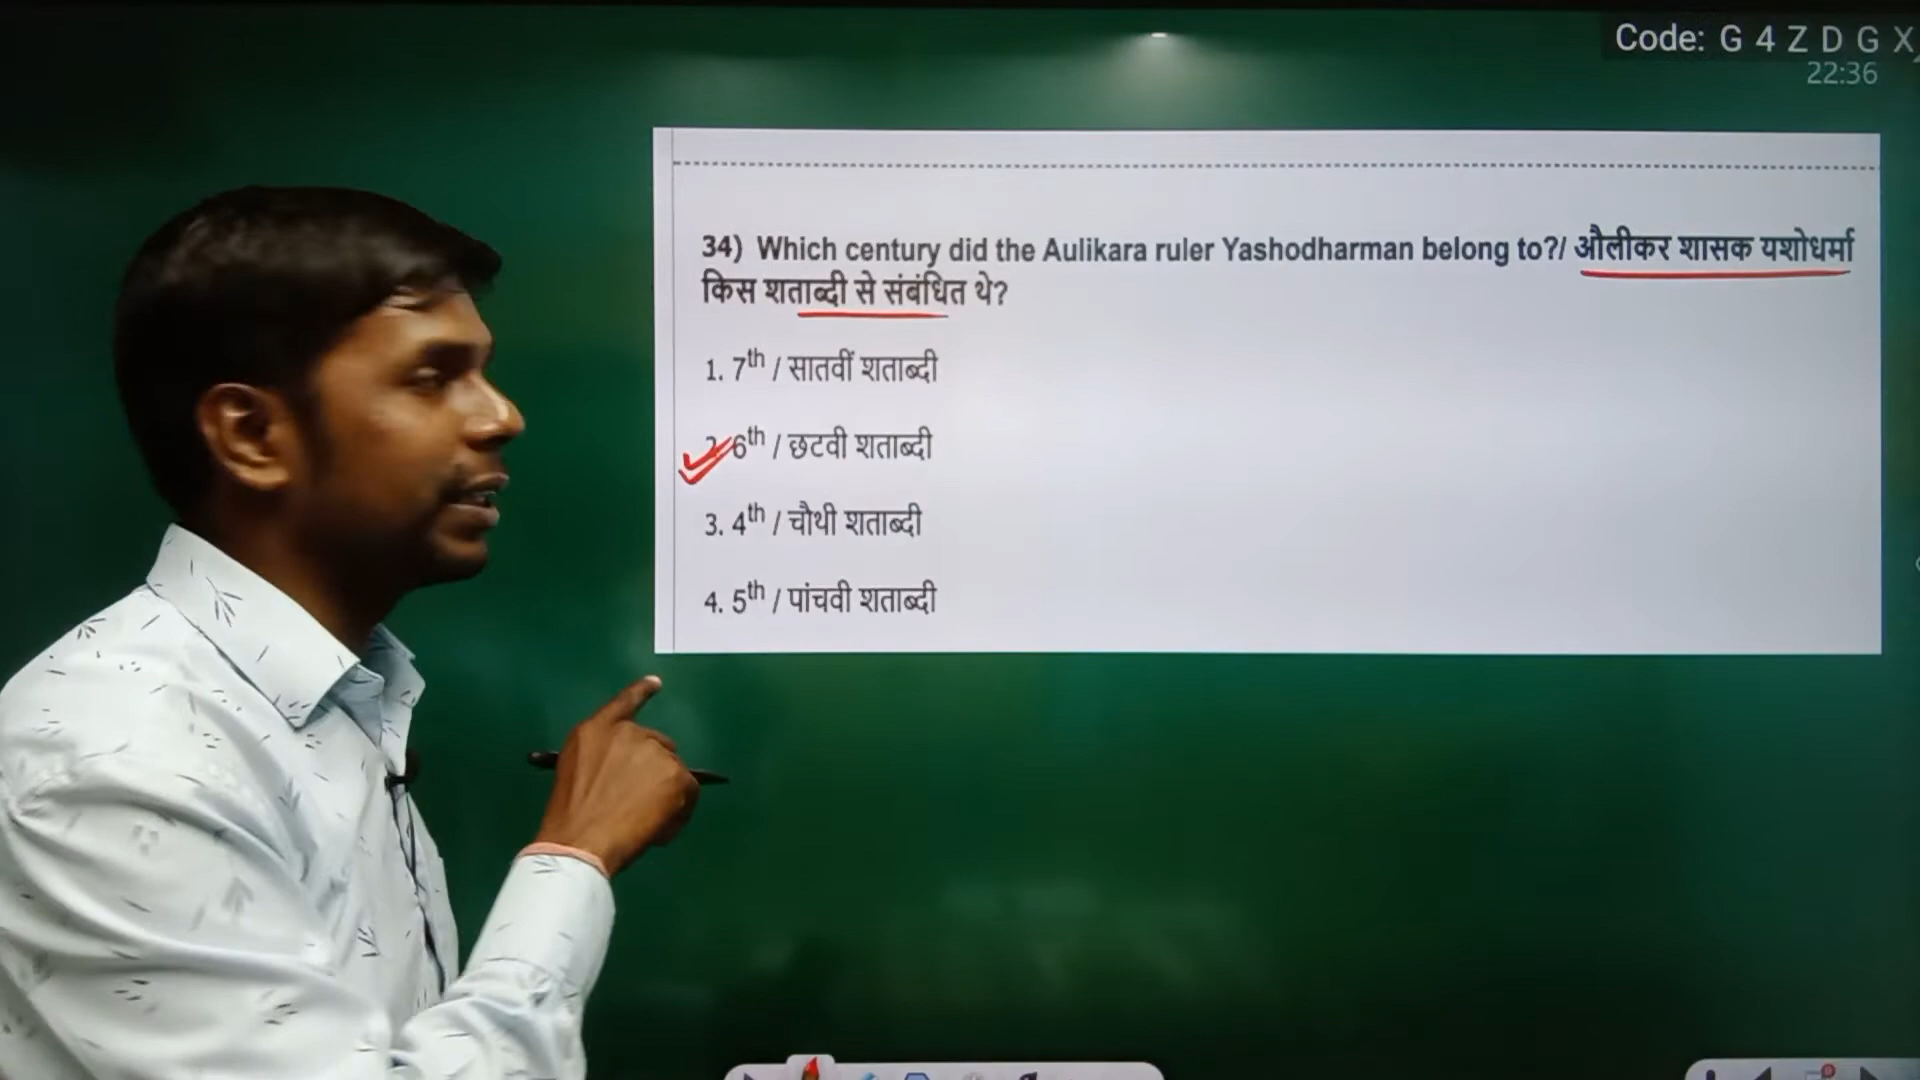 Code: G 4 Z D G X
22:36
34) Which century did the Aulikara ruler Yashodharman belong to?/ औलीकर शासक यशोधर्मा
किस शताब्दी से संबंधित थे?
1. 7th / सातवीं शताब्दी
2. 6th / छटवी शताब्दी
3. 4th / चौथी शताब्दी
4. 5th / पांचवी शताब्दी